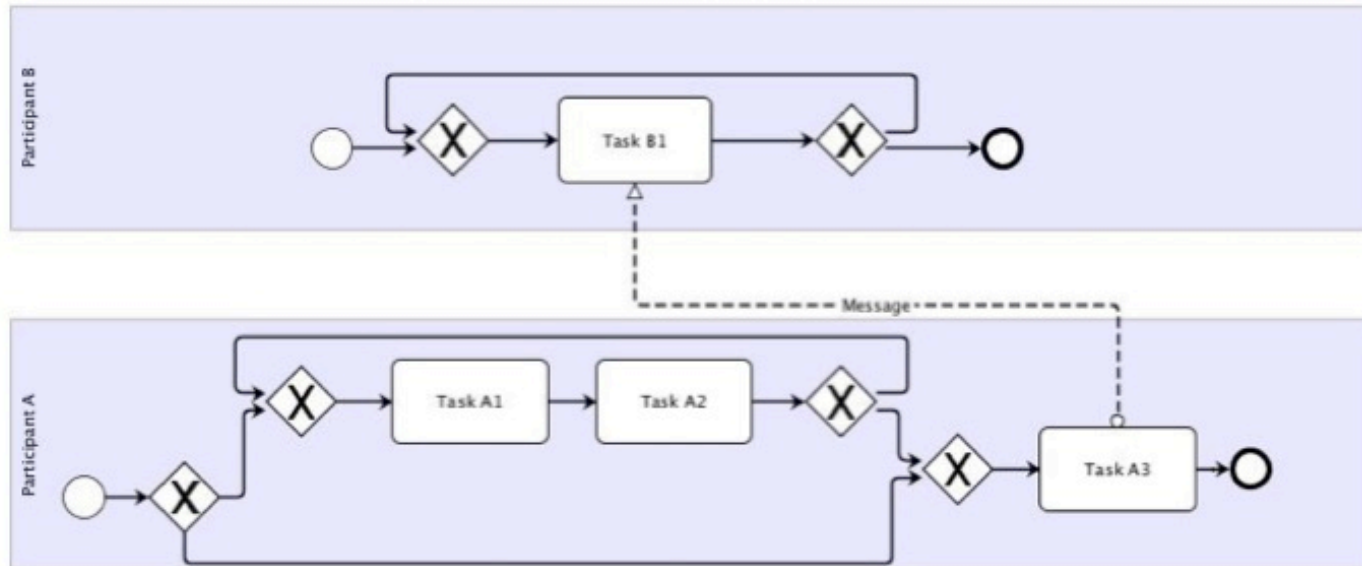 Participant B
X
Task B1
X
Message
Participant A
X
Task A1
Task A2
X
X
X
Task A3